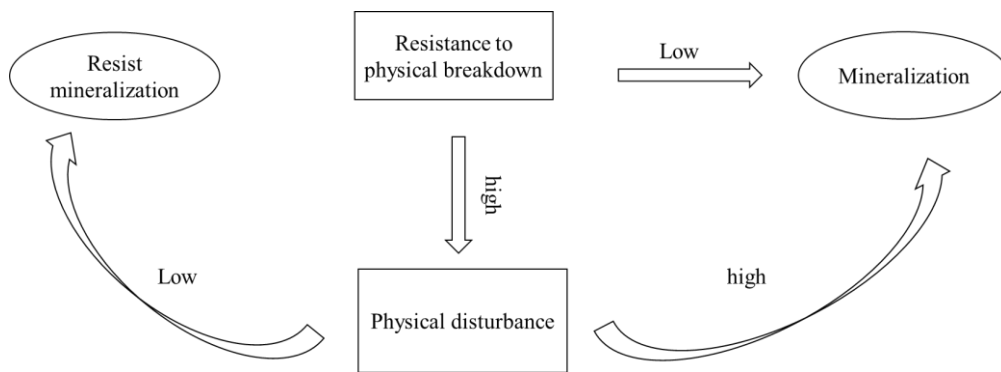 Resist
mineralization
Resistance to
physical breakdown
Low
Mineralization
high
Low
Physical disturbance
high